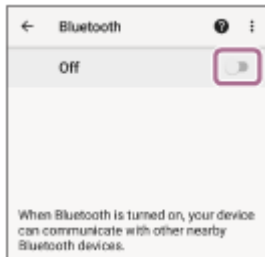 Bluetooth
Off
When Bluetooth is turned on, your device
can communicate with other nearby
Bluetooth devices.